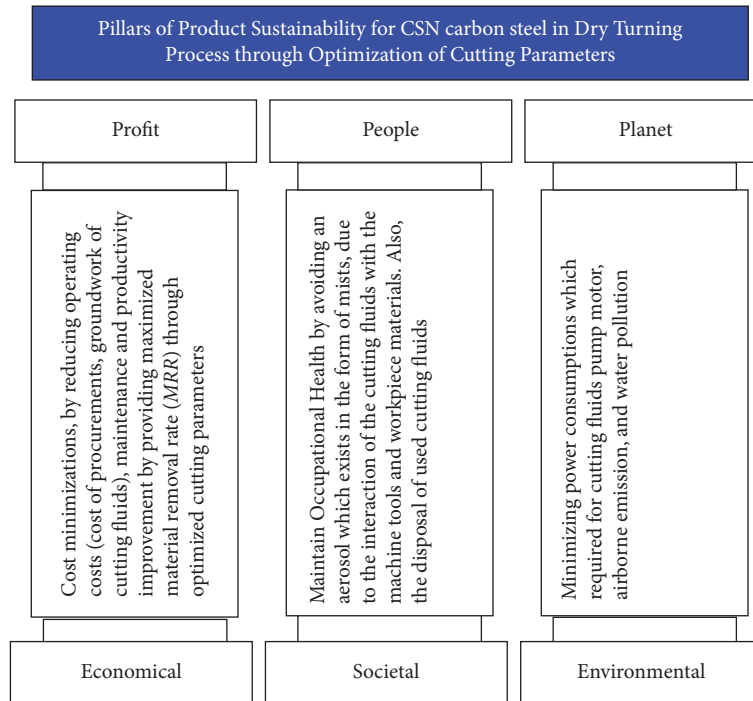 Pillars of Product Sustainability for CSN carbon steel in Dry Turning
Process through Optimization of Cutting Parameters
Profit
Cost minimizations, by reducing operating
costs (cost of procurements, groundwork of
cutting fluids), maintenance and productivity
improvement by providing maximized
material removal rate (MRR) through
optimized cutting parameters
Economical
People
Maintain Occupational Health by avoiding an
aerosol which exists in the form of mists, due
to the interaction of the cutting fluids with the
machine tools and workpiece materials. Also,
the disposal of used cutting fluids
Societal
Planet
Minimizing power consumptions which
required for cutting fluids pump motor,
airborne emission, and water pollution
Environmental